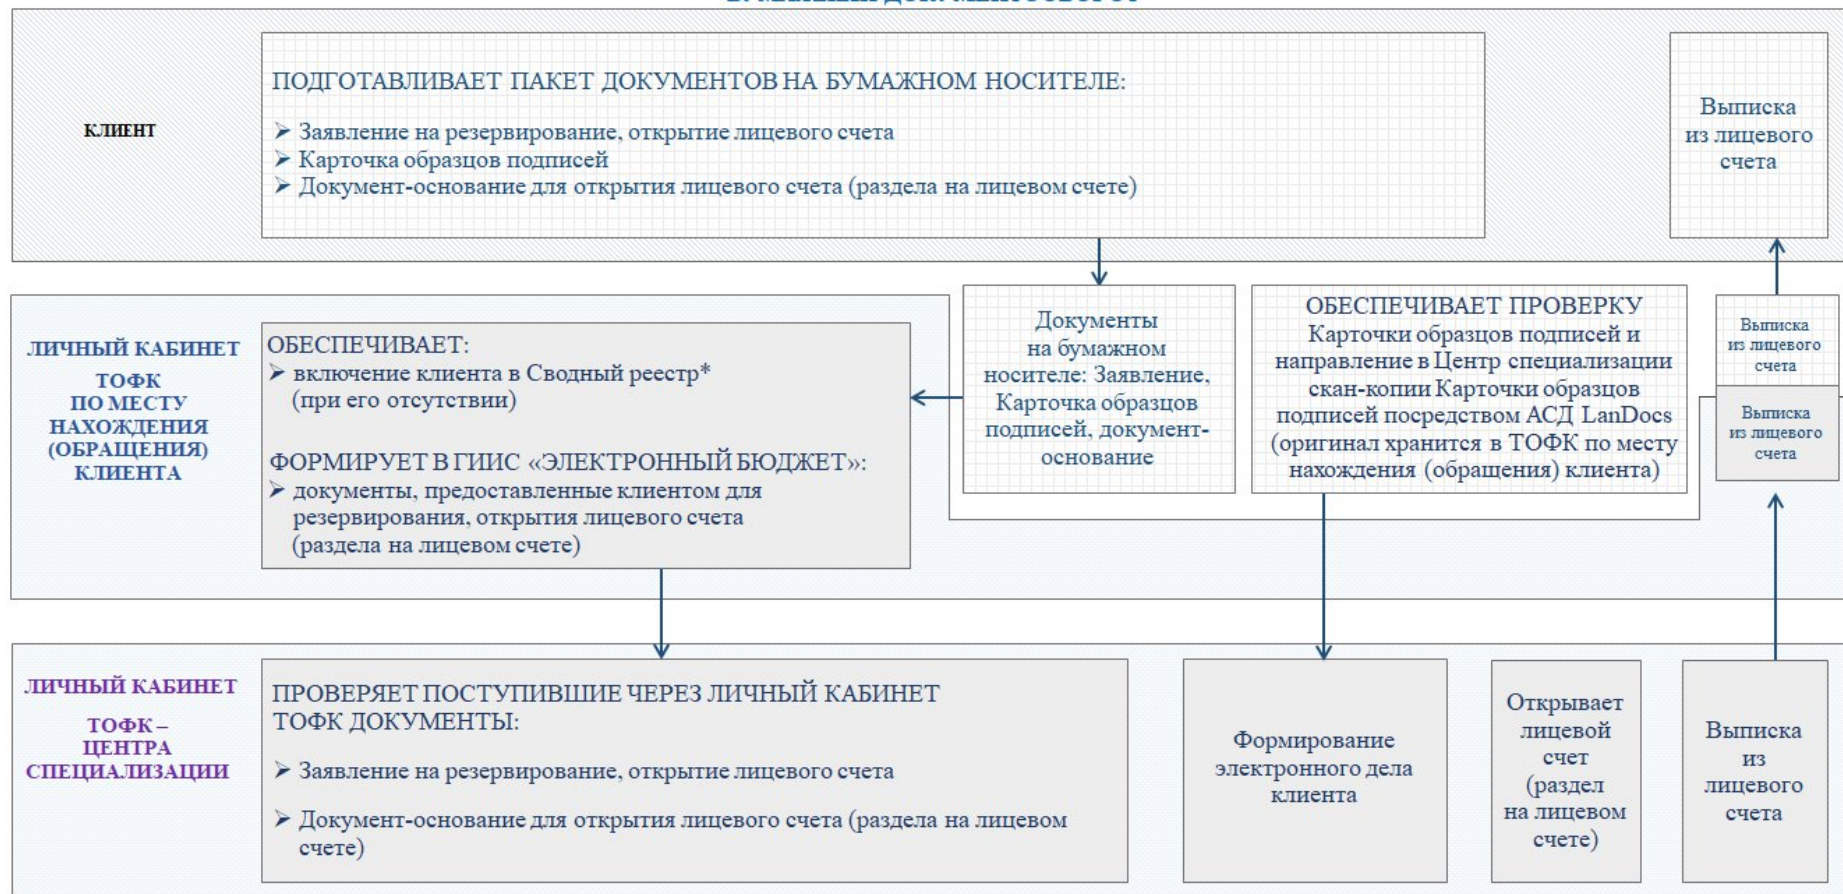 КЛИЕНТ
ПОДГОТАВЛИВАЕТ ПАКЕТ ДОКУМЕНТОВ НА БУМАЖНОМ НОСИТЕЛЕ:
➢ Заявление на резервирование, открытие лицевого счета
➢ Карточка образцов подписей
➢ Документ-основание для открытия лицевого счета (раздела на лицевом счете)
Выписка
из лицевого
счета
ЛИЧНЫЙ КАБИНЕТ
ТОФК
ПО МЕСТУ
НАХОЖДЕНИЯ
(ОБРАЩЕНИЯ)
КЛИЕНТА
ОБЕСПЕЧИВАЕТ:
➢ включение клиента в Сводный реестр*
(при его отсутствии)
ФОРМИРУЕТ В ГИИС «ЭЛЕКТРОННЫЙ БЮДЖЕТ»:
➢ документы, предоставленные клиентом для
резервирования, открытия лицевого счета
(раздела на лицевом счете)
Документы
на бумажном
носителе: Заявление,
Карточка образцов
подписей, документ-
основание
ОБЕСПЕЧИВАЕТ ПРОВЕРКУ
Карточки образцов подписей и
направление в Центр специализации
скан-копии Карточки образцов
подписей посредством АСД LanDocs
(оригинал хранится в ТОФК по месту
нахождения (обращения) клиента)
Выписка
из лицевого
счета
Выписка
из лицевого
счета
ЛИЧНЫЙ КАБИНЕТ
ТОФК –
ЦЕНТРА
СПЕЦИАЛИЗАЦИИ
ПРОВЕРЯЕТ ПОСТУПИВШИЕ ЧЕРЕЗ ЛИЧНЫЙ КАБИНЕТ
ТОФК ДОКУМЕНТЫ:
➢ Заявление на резервирование, открытие лицевого счета
➢ Документ-основание для открытия лицевого счета (раздела на лицевом
счете)
Формирование
электронного дела
клиента
Открывает
лицевой
счет
(раздел
на лицевом
счете)
Выписка
из
лицевого
счета